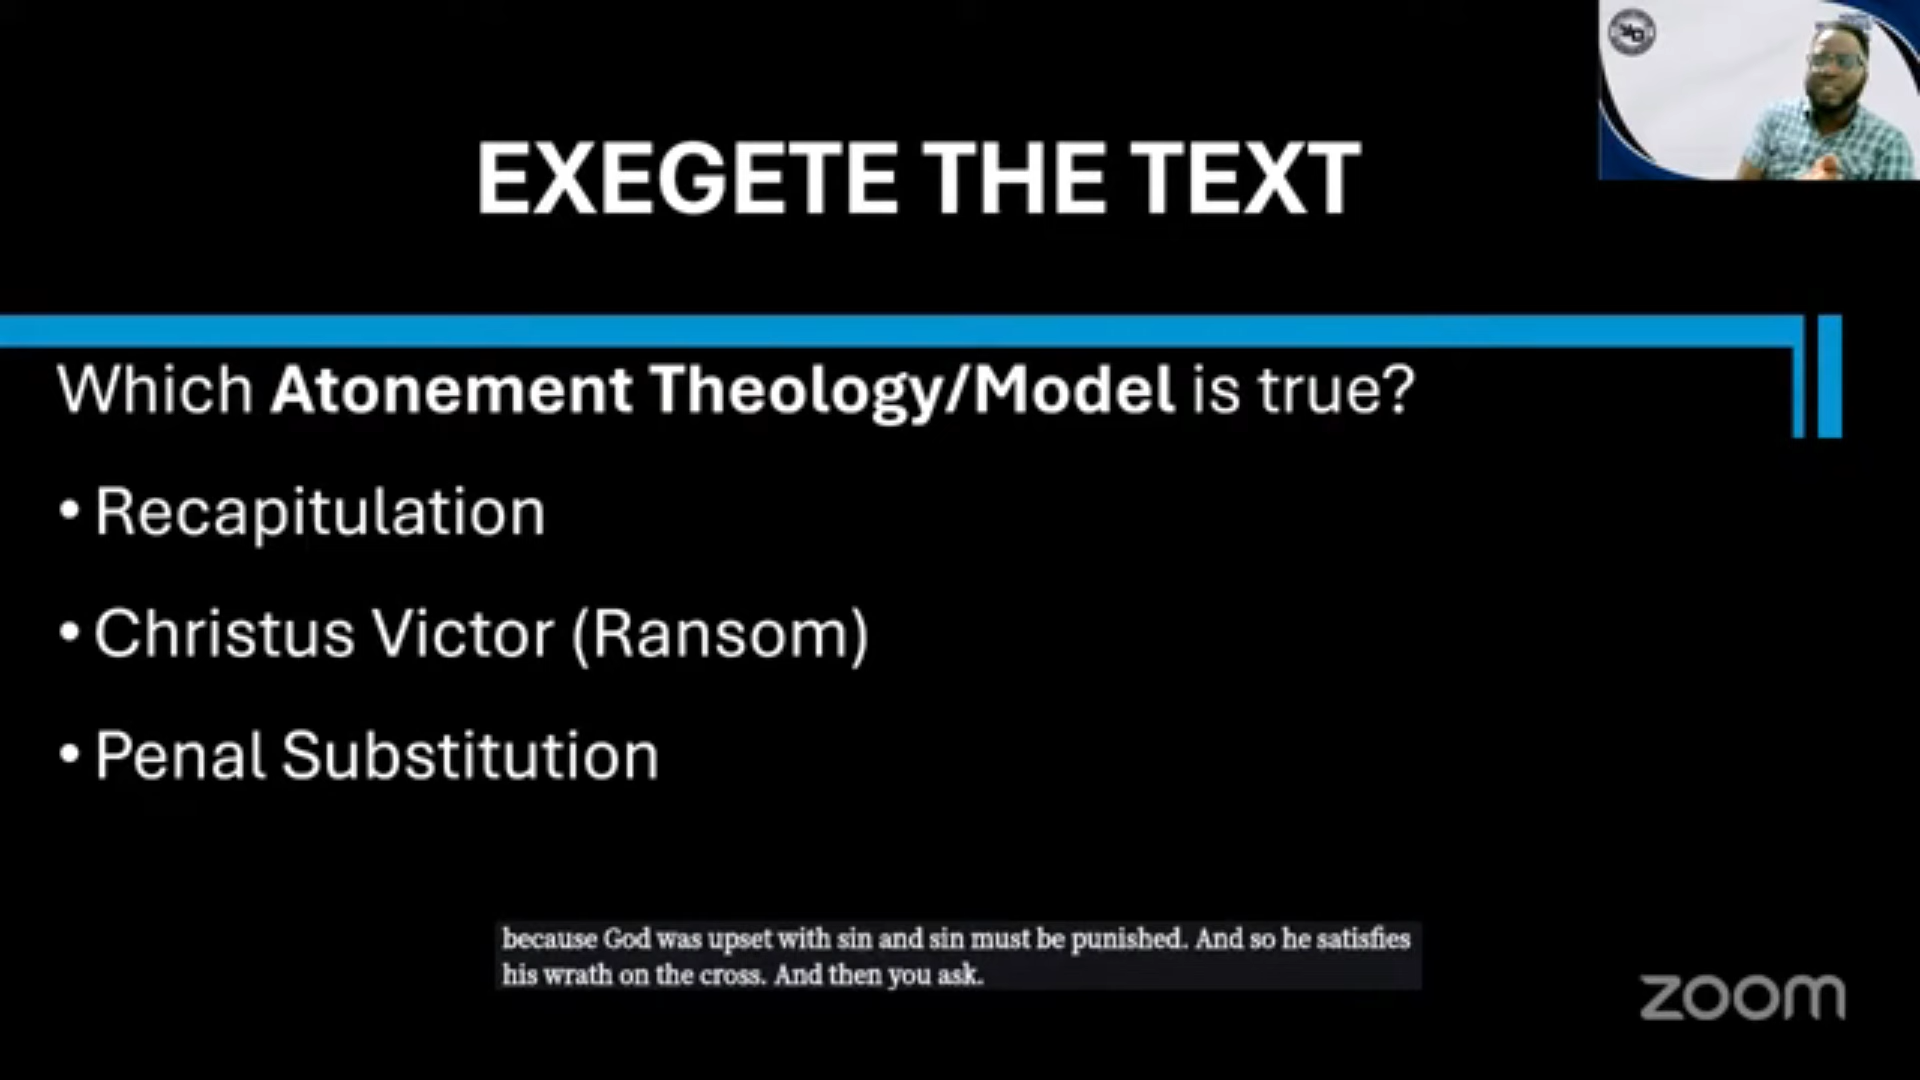 EXEGETE THE TEXT
Which Atonement Theology/Model is true?
• Recapitulation
• Christus Victor (Ransom)
• Penal Substitution
because God was upset with sin and sin must be punished. And so he satisfies
his wrath on the cross. And then you ask.
zoom